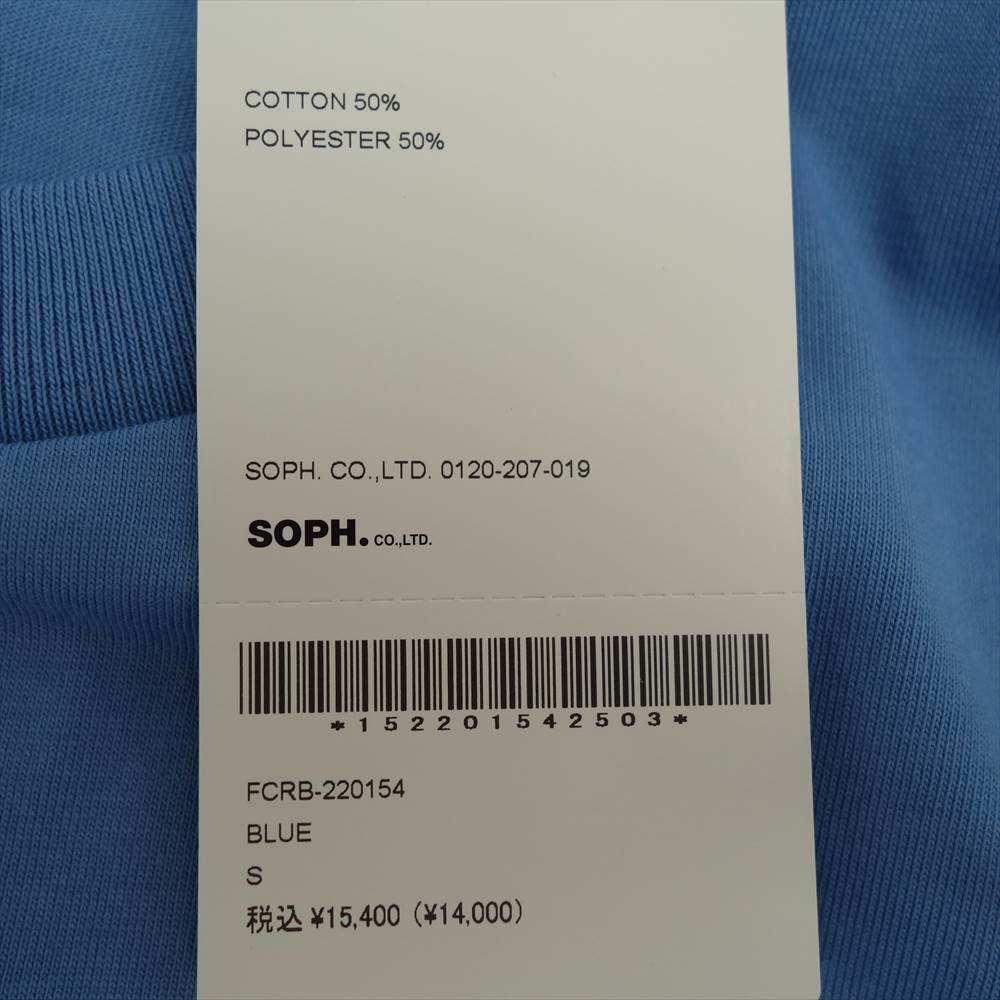 COTTON 50%
POLYESTER 50%
SOPH. CO.,LTD. 0120-207-019
SOPH. CO.,LTD.
*152201542503*
FCRB-220154
BLUE
S
税込 ¥15,400 (¥14,000)